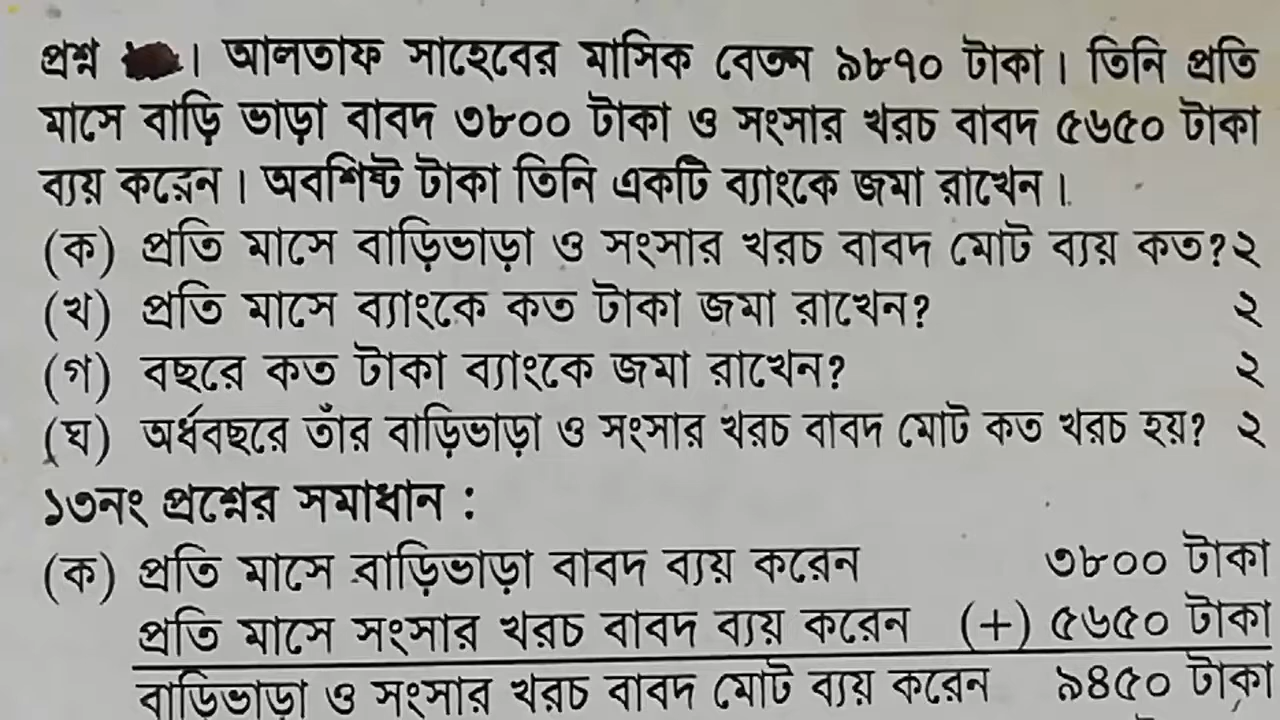 প্রশ্ন । আলতাফ সাহেবের মাসিক বেতন ৯৮৭০ টাকা। তিনি প্রতি
মাসে বাড়ি ভাড়া বাবদ ৩৮০০ টাকা ও সংসার খরচ বাবদ ৫৬৫০ টাকা
ব্যয় করেন। অবশিষ্ট টাকা তিনি একটি ব্যাংকে জমা রাখেন।
(ক) প্রতি মাসে বাড়িভাড়া ও সংসার খরচ বাবদ মোট ব্যয় কত? ২
(খ) প্রতি মাসে ব্যাংকে কত টাকা জমা রাখেন? ২
(গ) বছরে কত টাকা ব্যাংকে জমা রাখেন? ২
(ঘ) অর্ধবছরে তাঁর বাড়িভাড়া ও সংসার খরচ বাবদ মোট কত খরচ হয়? ২
১৩নং প্রশ্নের সমাধান :
(ক) প্রতি মাসে বাড়িভাড়া বাবদ ব্যয় করেন ৩৮০০ টাকা
প্রতি মাসে সংসার খরচ বাবদ ব্যয় করেন (+) ৫৬৫০ টাকা
বাড়িভাড়া ও সংসার খরচ বাবদ মোট ব্যয় করেন ৯৪৫০ টাকা